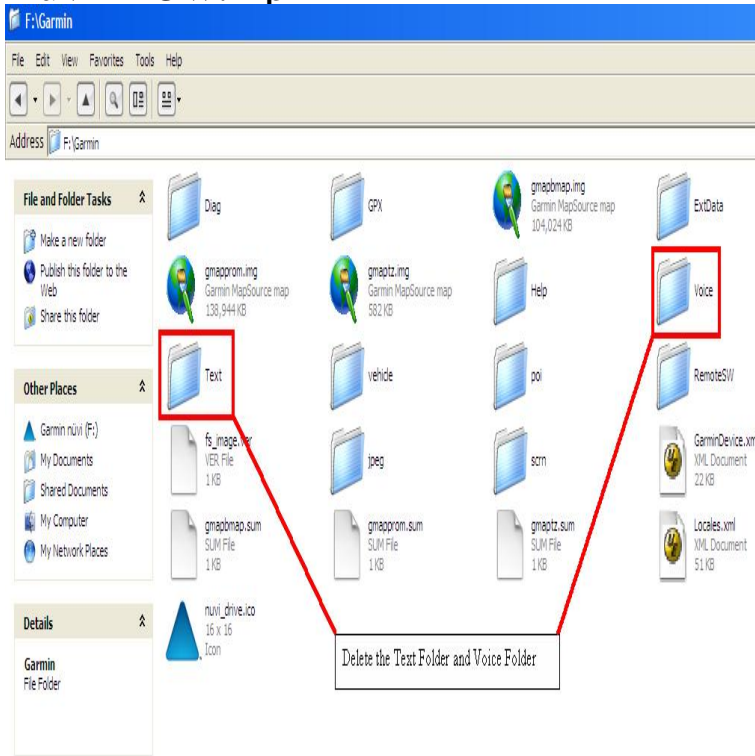 F:\Garmin
File Edit View Favorites Tools Help
Address F:\Garmin
File and Folder Tasks
Make a new folder
Publish this folder to the
Web
Share this folder
Other Places
Garmin nüvi (F:)
My Documents
Shared Documents
My Computer
My Network Places
Details
Garmin
File Folder
Diag
GPX
gmapbmap.img
Garmin MapSource map
104,024 KB
ExtData
gmapprom.img
Garmin MapSource map
138,944 KB
gmaptz.img
Garmin MapSource map
582 KB
Help
Voice
Text
vehicle
poi
RemoteSW
fs_image.ver
VER File
1 KB
jpeg
scrn
GarminDevice.xm
XML Document
22 KB
gmapbmap.sum
SUM File
1 KB
gmapprom.sum
SUM File
1 KB
gmaptz.sum
SUM File
1 KB
Locales.xml
XML Document
51 KB
nuvi_drive.ico
16 x 16
Icon
Delete the Text Folder and Voice Folder